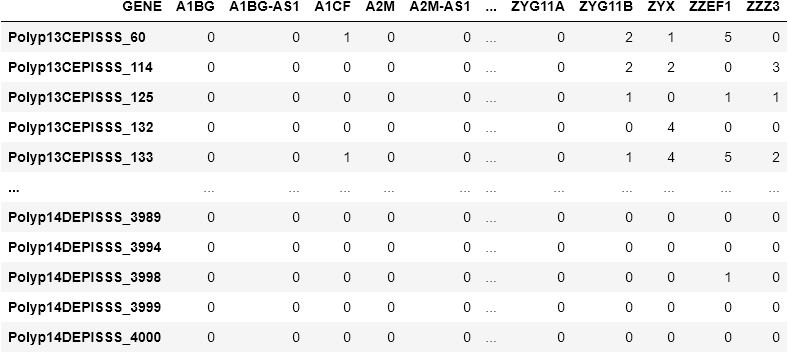 GENE A1BG A1BG-AS1 A1CF A2M A2M-AS1 ... ZYG11A ZYG11B ZYX ZZEF1 ZZZ3
Polyp13CEPISSS_60 0 0 1 0 0 ... 0 2 1 5 0
Polyp13CEPISSS_114 0 0 0 0 0 ... 0 2 2 0 3
Polyp13CEPISSS_125 0 0 0 0 0 ... 0 1 0 1 1
Polyp13CEPISSS_132 0 0 0 0 0 ... 0 0 4 0 0
Polyp13CEPISSS_133 0 0 1 0 0 ... 0 1 4 5 2
... ... ... ... ... ... ... ... ... ... ... ...
Polyp14DEPISSS_3989 0 0 0 0 0 ... 0 0 0 0 0
Polyp14DEPISSS_3994 0 0 0 0 0 ... 0 0 0 0 0
Polyp14DEPISSS_3998 0 0 0 0 0 ... 0 0 0 1 0
Polyp14DEPISSS_3999 0 0 0 0 0 ... 0 0 0 0 0
Polyp14DEPISSS_4000 0 0 0 0 0 ... 0 0 0 0 0